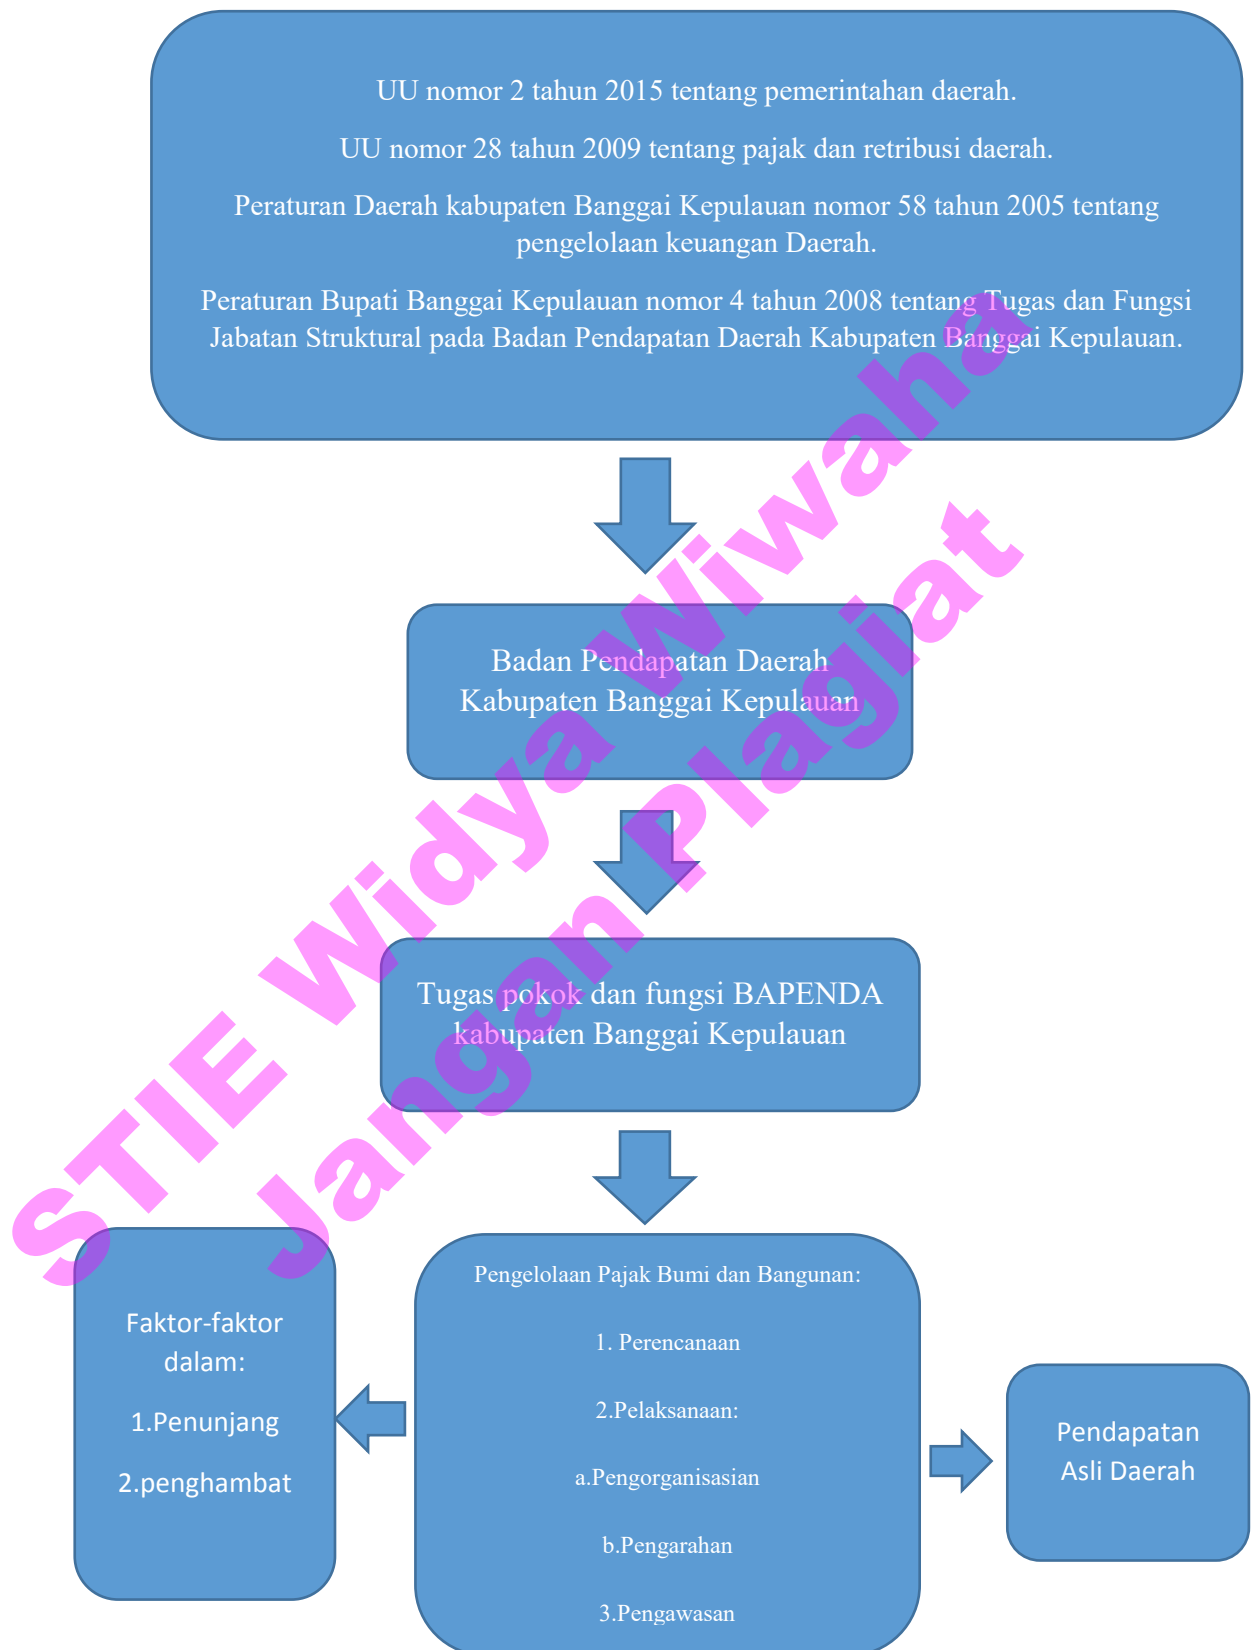 UU nomor 2 tahun 2015 tentang pemerintahan daerah.
UU nomor 28 tahun 2009 tentang pajak dan retribusi daerah.
Peraturan Daerah kabupaten Banggai Kepulauan nomor 58 tahun 2005 tentang
pengelolaan keuangan Daerah.
Peraturan Bupati Banggai Kepulauan nomor 4 tahun 2008 tentang Tugas dan Fungsi
Jabatan Struktural pada Badan Pendapatan Daerah Kabupaten Banggai Kepulauan.
Badan Pendapatan Daerah
Kabupaten Banggai Kepulauan
Tugas pokok dan fungsi BAPENDA
kabupaten Banggai Kepulauan
Faktor-faktor
dalam:
1.Penunjang
2.penghambat
Pengelolaan Pajak Bumi dan Bangunan:
1. Perencanaan
2.Pelaksanaan:
a.Pengorganisasian
b.Pengarahan
3.Pengawasan
Pendapatan
Asli Daerah
STIE Widya Wiwaha
Jangan Plagiat